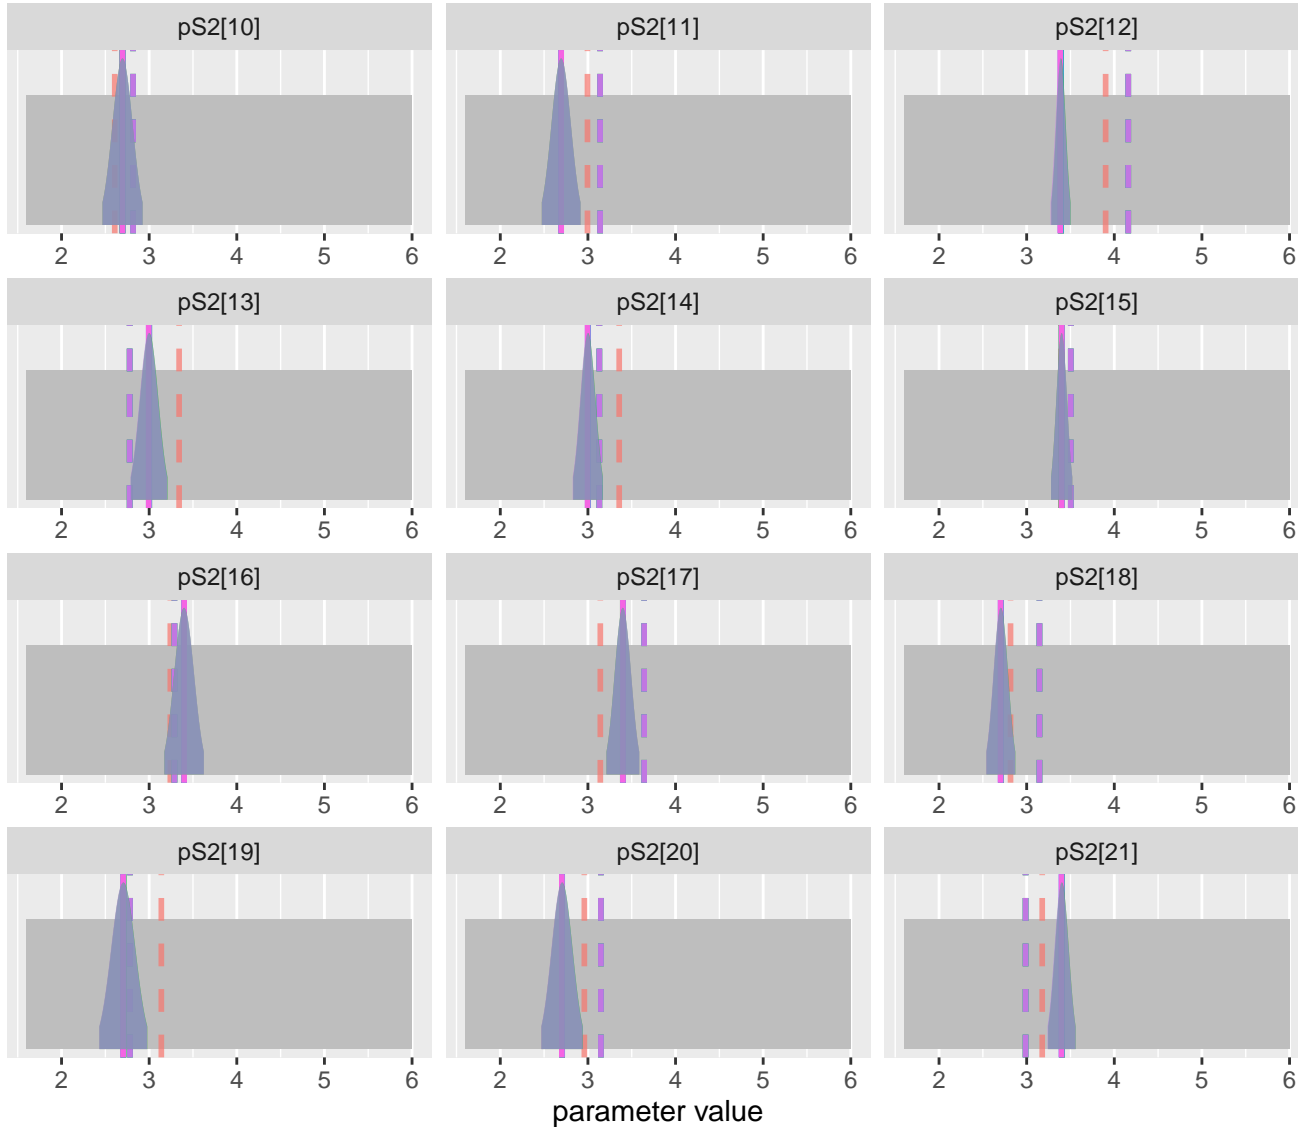 pS2[10] pS2[11] pS2[12]
2 3 4 5 6 2 3 4 5 6 2 3 4 5 6
pS2[13] pS2[14] pS2[15]
2 3 4 5 6 2 3 4 5 6 2 3 4 5 6
pS2[16] pS2[17] pS2[18]
2 3 4 5 6 2 3 4 5 6 2 3 4 5 6
pS2[19] pS2[20] pS2[21]
2 3 4 5 6 2 3 4 5 6 2 3 4 5 6
parameter value